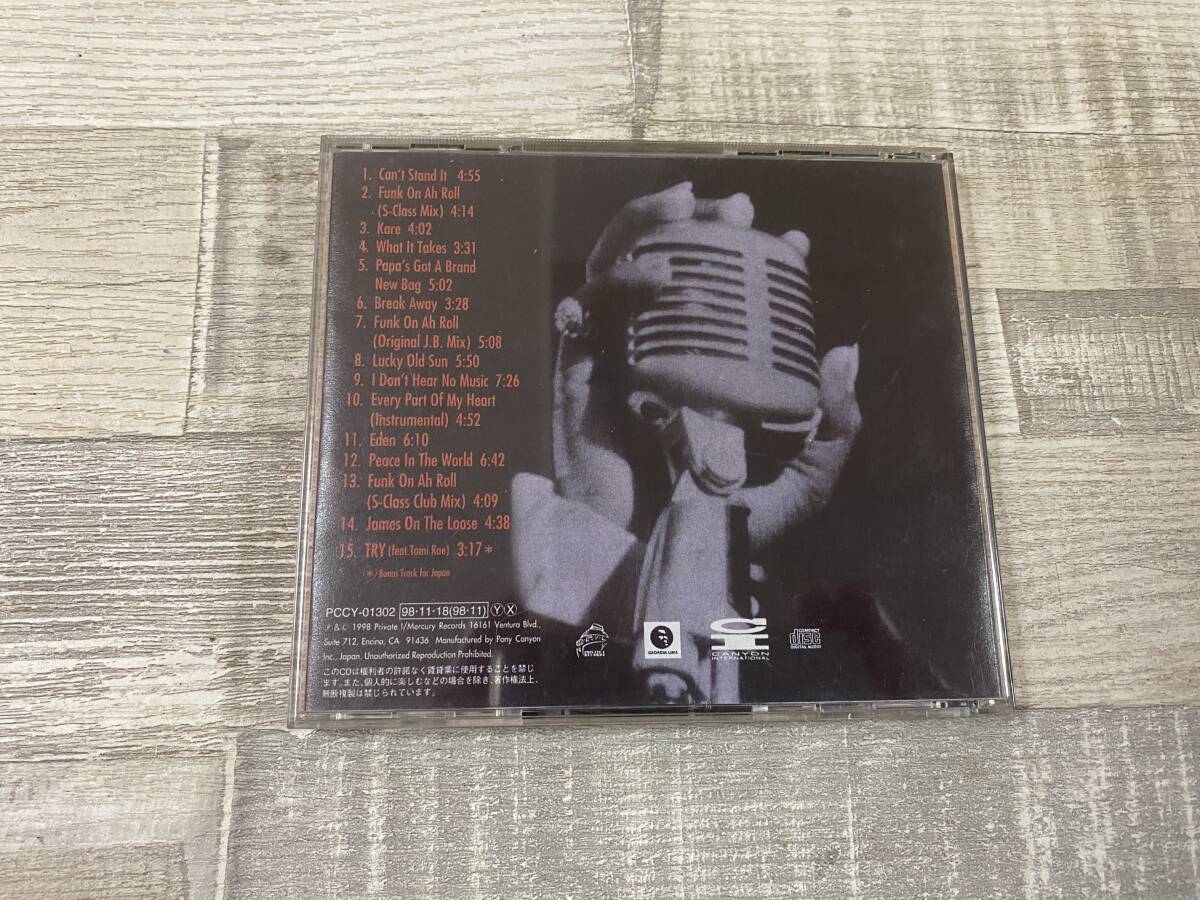 1. Can't Stand It 4:55
2. Funk On Ah Roll
(S-Class Mix) 4:14
3. Kare 4:02
4. What It Takes 3:31
5. Papa's Got A Brand
New Bag 5:02
6. Break Away 3:28
7. Funk On Ah Roll
(Original J.B. Mix) 5:08
8. Lucky Old Sun 5:50
9. I Don't Hear No Music 7:26
10. Every Part Of My Heart
(Instrumental) 4:52
11. Eden 6:10
12. Peace In The World 6:42
13. Funk On Ah Roll
(S-Class Club Mix) 4:09
14. James On The Loose 4:38
15. TRY (feat.Tomi Rae) 3:17*
(*) Bonus Track for Japan
PCCY-01302 98·11·18(98·11) Ⓨ Ⓧ
℗ & © 1998 Private I/Mercury Records 16161 Ventura Blvd.,
Suite 712, Encino, CA 91436 Manufactured by Pony Canyon
Inc., Japan. Unauthorized Reproduction Prohibited.
このCDは権利者の許諾なく賃貸業に使用することを禁じ
ます。また、個人的に楽しむなどの場合を除き、著作権法上、
無断複製は禁じられています。
GEORGIA LINA
CANYON
INTERNATIONAL
COMPACT
disc
DIGITAL AUDIO